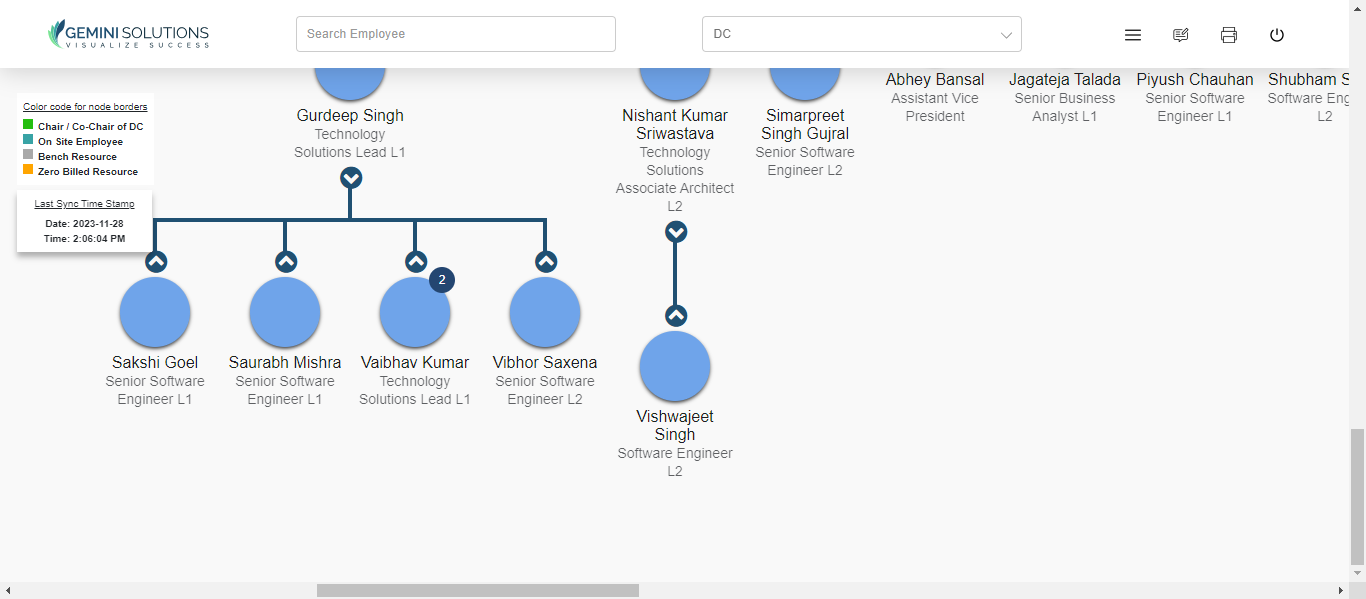 GEMINI SOLUTIONS
VISUALIZE SUCCESS
Search Employee
DC
Color code for node borders
Chair / Co-Chair of DC
On Site Employee
Bench Resource
Zero Billed Resource
Last Sync Time Stamp
Date: 2023-11-28
Time: 2:06:04 PM
Gurdeep Singh
Technology
Solutions Lead L1
Nishant Kumar
Sriwastava
Technology
Solutions
Associate Architect
L2
Simarpreet
Singh Gujral
Senior Software
Engineer L2
Abhey Bansal
Assistant Vice
President
Jagateja Talada
Senior Business
Analyst L1
Piyush Chauhan
Senior Software
Engineer L1
Shubham S
Software Eng
L2
Sakshi Goel
Senior Software
Engineer L1
Saurabh Mishra
Senior Software
Engineer L1
2
Vaibhav Kumar
Technology
Solutions Lead L1
Vibhor Saxena
Senior Software
Engineer L2
Vishwajeet
Singh
Software Engineer
L2